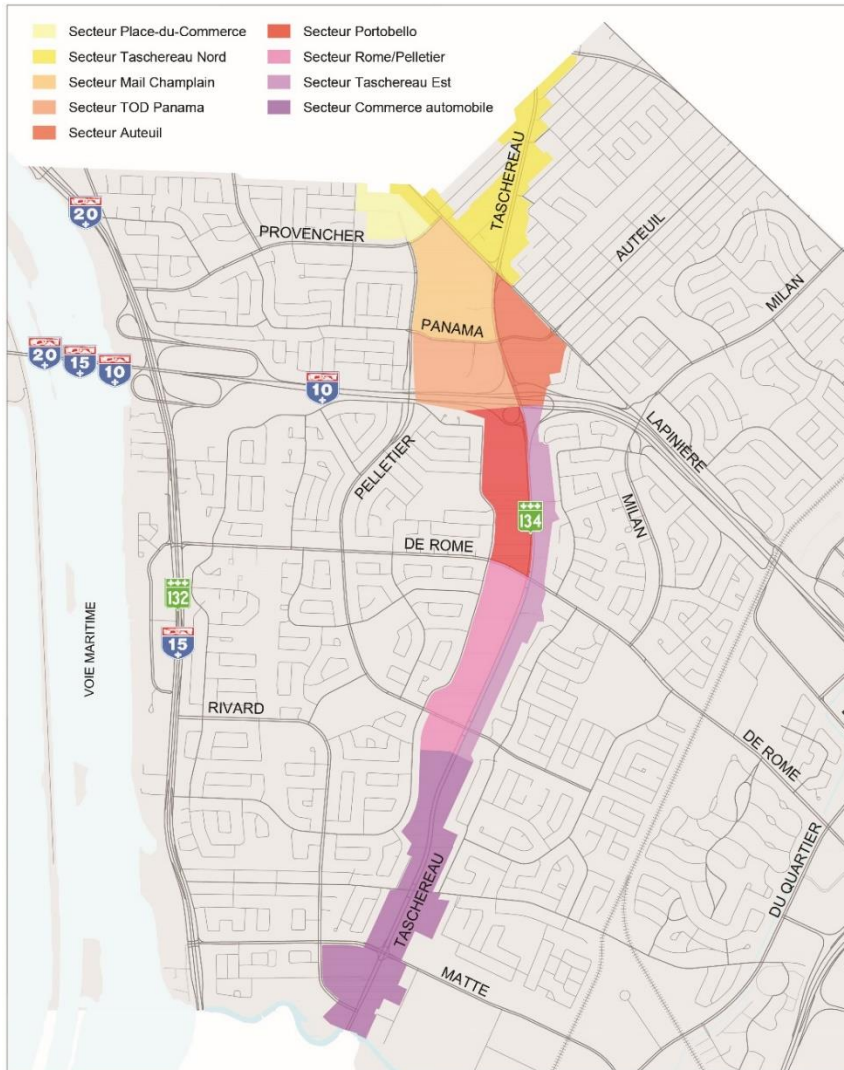 Secteur Place-du-Commerce
Secteur Taschereau Nord
Secteur Mail Champlain
Secteur TOD Panama
Secteur Auteuil
Secteur Portobello
Secteur Rome/Pelletier
Secteur Taschereau Est
Secteur Commerce automobile
20
PROVENCHER
TASCHEREAU
AUTEUIL
MILAN
PANAMA
20
15
10
10
LAPINIÈRE
PELLETIER
MILAN
134
DE ROME
132
15
VOIE MARITIME
RIVARD
DE ROME
DU QUARTIER
TASCHEREAU
MATTE